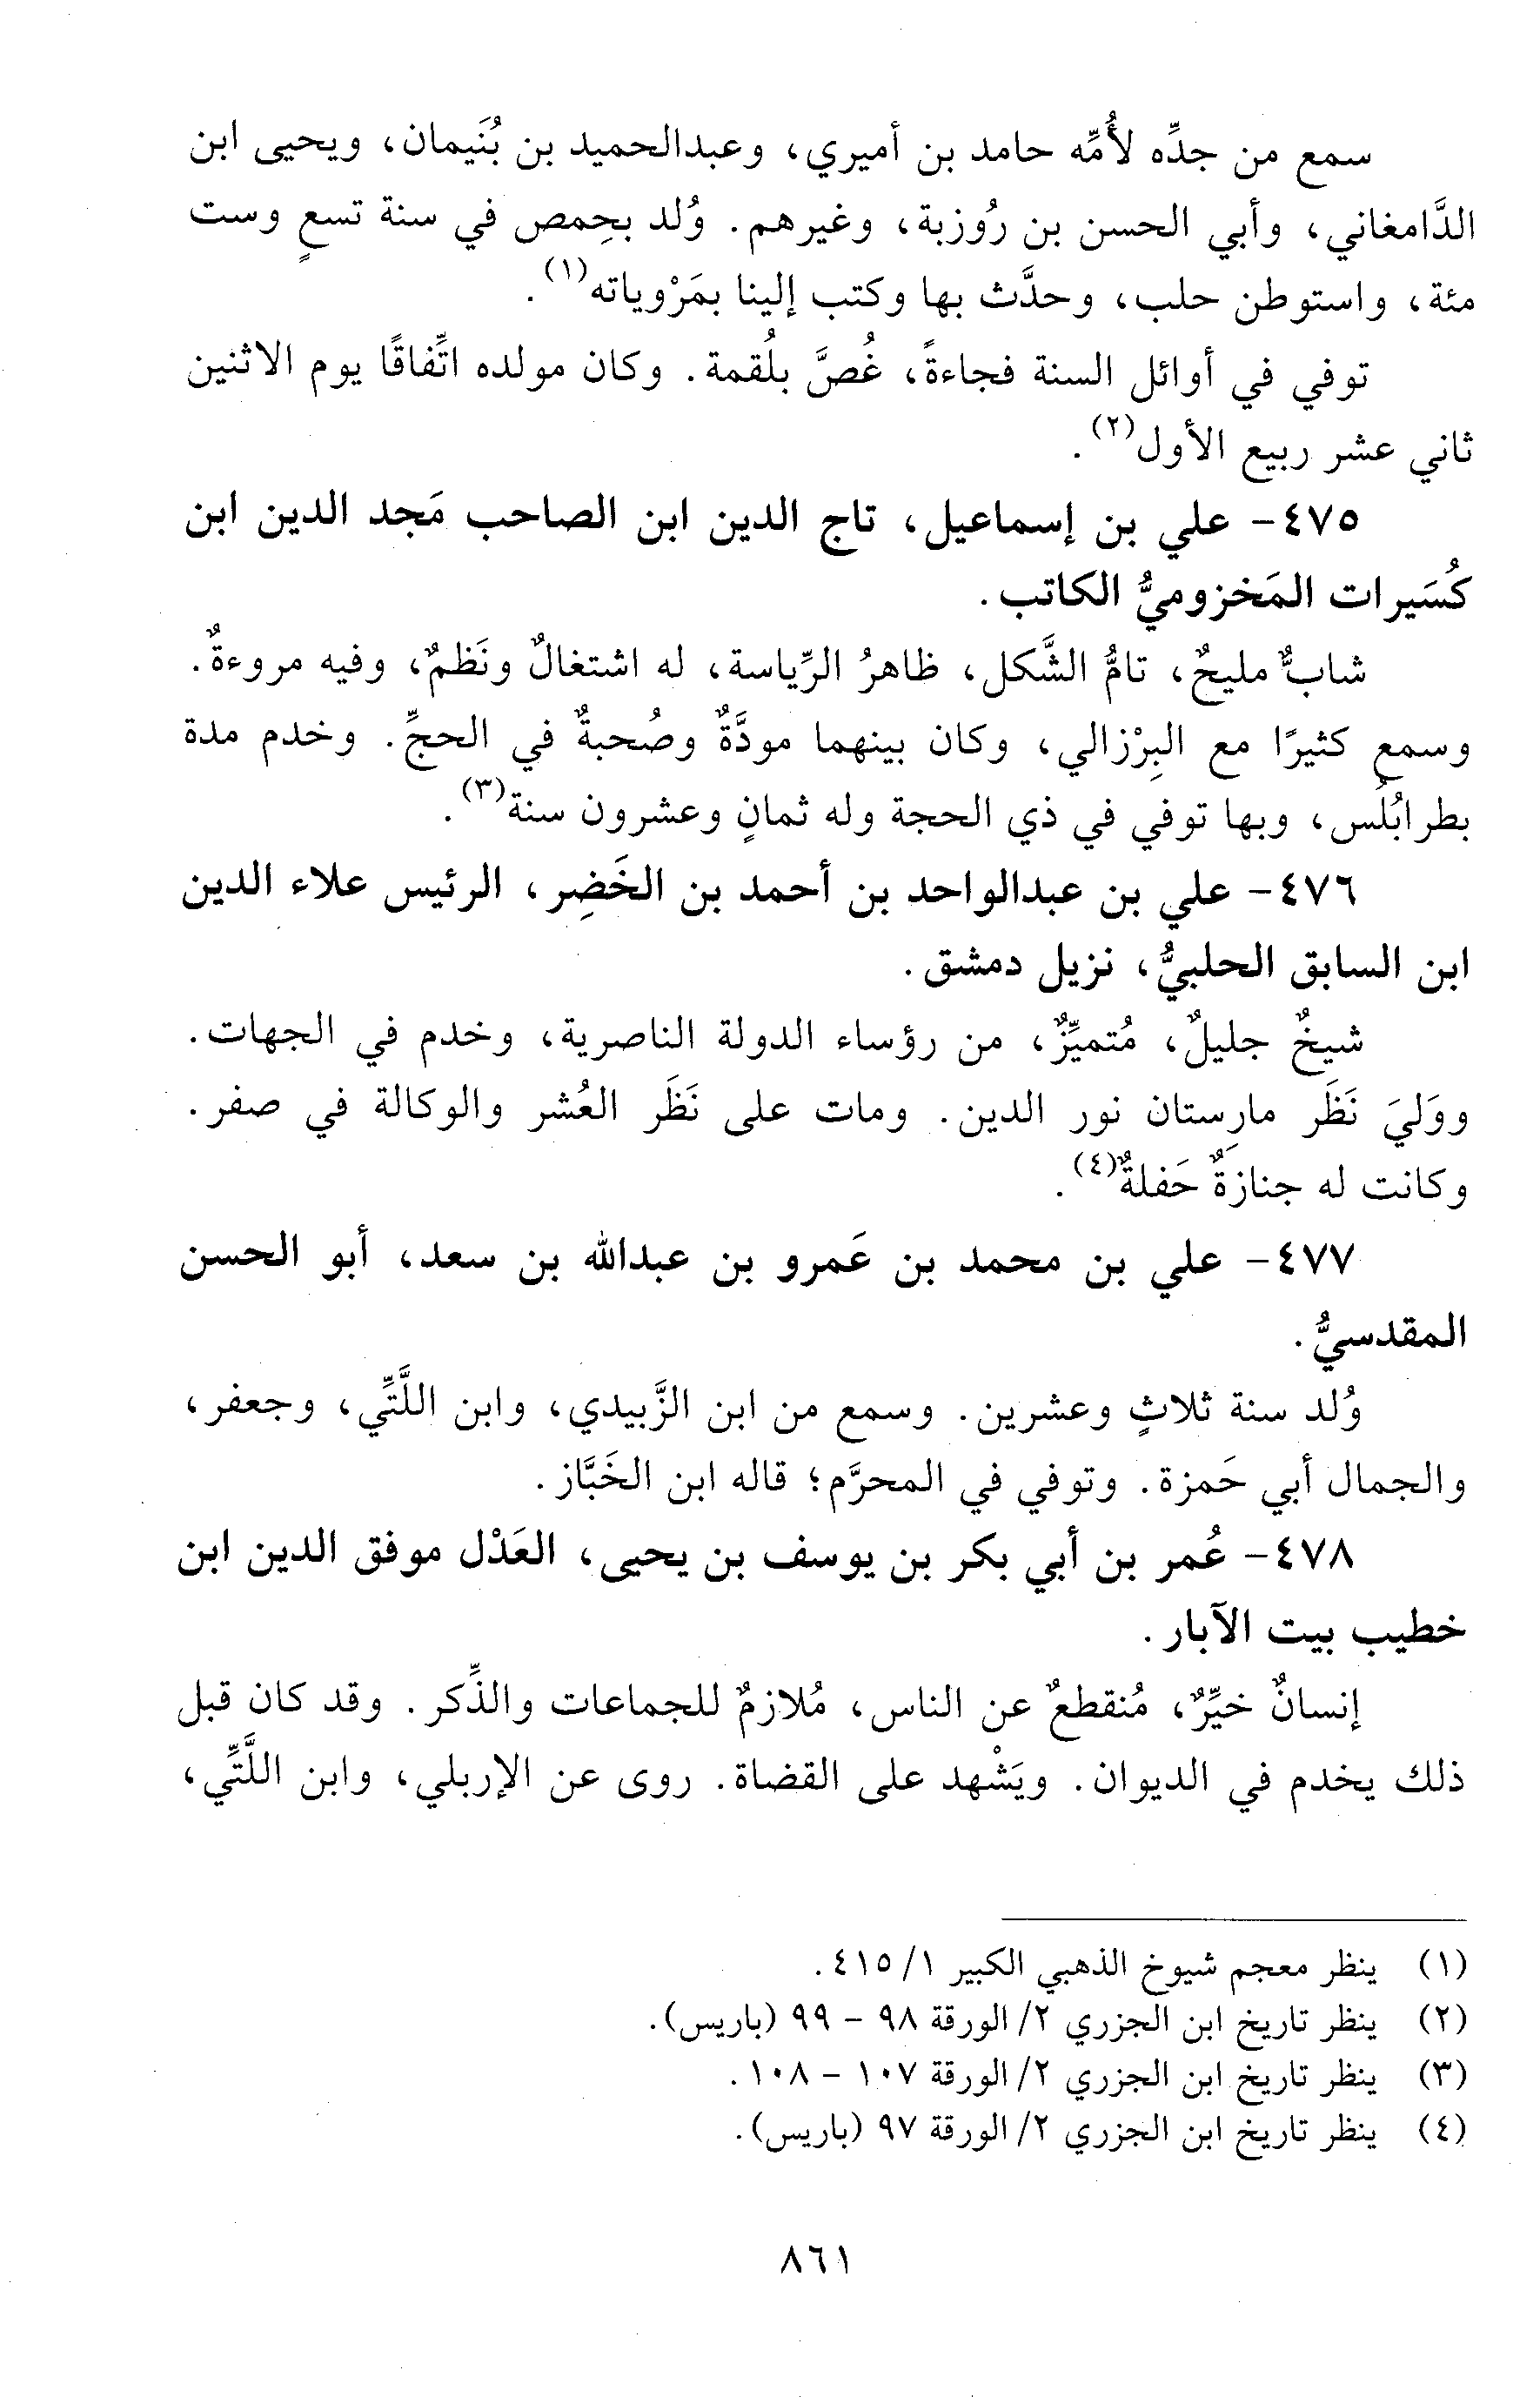 سمع من جدِّه لأُمِّه حامد بن أميري، وعبدالحميد بن بُنَيمان، ويحيى ابن
الدَّامغاني، وأبي الحسن بن رُوزبة، وغيرهم. وُلد بحِمص في سنة تسعٍ وست
مئة، واستوطن حلب، وحدَّث بها وكتب إلينا بمَرْوياته(١).
توفي في أوائل السنة فجاءةً، غُصَّ بلُقمة. وكان مولده اتِّفاقًا يوم الاثنين
ثاني عشر ربيع الأول(٢).
٤٧٥- علي بن إسماعيل، تاج الدين ابن الصاحب مَجد الدين ابن
كُسَيرات المَخزوميُّ الكاتب.
شابٌّ مليحٌ، تامُّ الشَّكل، ظاهرُ الرِّياسة، له اشتغالٌ ونَظمٌ، وفيه مروءةٌ.
وسمع كثيرًا مع البِرْزالي، وكان بينهما مودَّةٌ وصُحبةٌ في الحجِّ. وخدم مدة
بطرابُلُس، وبها توفي في ذي الحجة وله ثمانٍ وعشرون سنة(٣).
٤٧٦- علي بن عبدالواحد بن أحمد بن الخَضِر، الرئيس علاء الدين
ابن السابق الحلبيُّ، نزيل دمشق.
شيخٌ جليلٌ، مُتميِّزٌ، من رؤساء الدولة الناصرية، وخدم في الجهات.
ووَليَ نَظَر مارِستان نور الدين. ومات على نَظَر العُشر والوكالة في صفر.
وكانت له جنازةٌ حَفلةٌ(٤).
٤٧٧- علي بن محمد بن عَمرو بن عبدالله بن سعد، أبو الحسن
المقدسيُّ.
وُلد سنة ثلاثٍ وعشرين. وسمع من ابن الزَّبيدي، وابن اللَّتِّي، وجعفر،
والجمال أبي حَمزة. وتوفي في المحرَّم؛ قاله ابن الخَبَّاز.
٤٧٨- عُمر بن أبي بكر بن يوسف بن يحيى، العَدْل موفق الدين ابن
خطيب بيت الآبار.
إنسانٌ خيِّرٌ، مُنقطعٌ عن الناس، مُلازمٌ للجماعات والذِّكر. وقد كان قبل
ذلك يخدم في الديوان. ويَشْهد على القضاة. روى عن الإربلي، وابن اللَّتِّي،
(١) ينظر معجم شيوخ الذهبي الكبير ١/ ٤١٥.
(٢) ينظر تاريخ ابن الجزري ٢/ الورقة ٩٨ - ٩٩ (باريس).
(٣) ينظر تاريخ ابن الجزري ٢/ الورقة ١٠٧ - ١٠٨.
(٤) ينظر تاريخ ابن الجزري ٢/ الورقة ٩٧ (باريس).
٨٦١